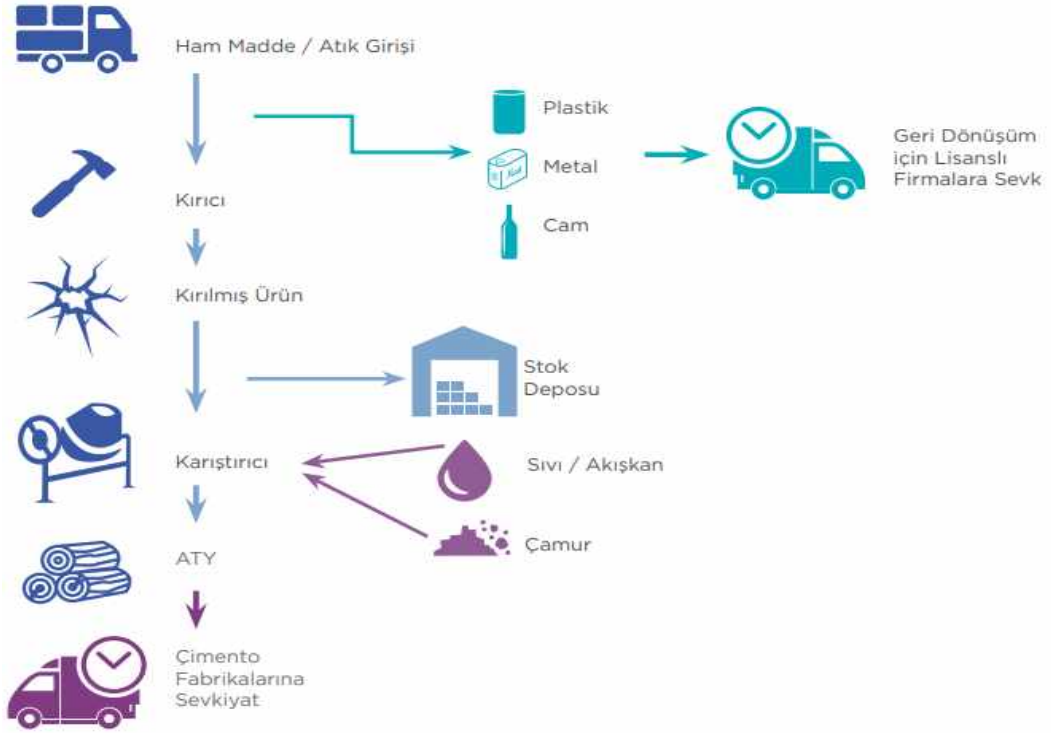 Ham Madde / Atık Girişi
Plastik
Metal
Cam
Geri Dönüşüm
için Lisanslı
Firmalara Sevk
Kırıcı
Kırılmış Ürün
Stok
Deposu
Karıştırıcı
Sıvı / Akışkan
Çamur
ATY
Çimento
Fabrikalarına
Sevkiyat